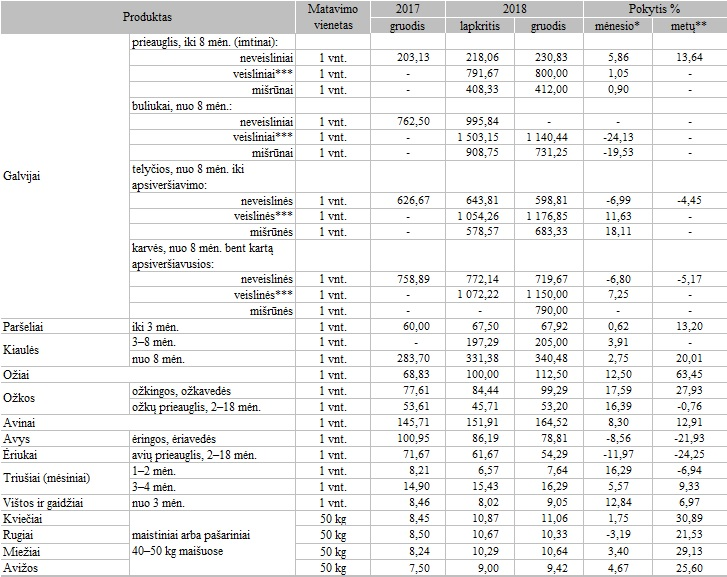 Produktas Matavimo vienetas 2017 2018 Pokytis %
gruodis lapkritis gruodis mėnesio* metų**
Galvijai
prieauglis, iki 8 mėn. (imtinai):
neveisliniai 1 vnt. 203,13 218,06 230,83 5,86 13,64
veisliniai*** 1 vnt. - 791,67 800,00 1,05 -
mišrūnai 1 vnt. - 408,33 412,00 0,90 -
buliukai, nuo 8 mėn.:
neveisliniai 1 vnt. 762,50 995,84 - - -
veisliniai*** 1 vnt. - 1 503,15 1 140,44 -24,13 -
mišrūnai 1 vnt. - 908,75 731,25 -19,53 -
telyčios, nuo 8 mėn. iki
apsiveršiavimo:
neveislinės 1 vnt. 626,67 643,81 598,81 -6,99 -4,45
veislinės*** 1 vnt. - 1 054,26 1 176,85 11,63 -
mišrūnės 1 vnt. - 578,57 683,33 18,11 -
karvės, nuo 8 mėn. bent kartą
apsiveršiavusios:
neveislinės 1 vnt. 758,89 772,14 719,67 -6,80 -5,17
veislinės*** 1 vnt. - 1 072,22 1 150,00 7,25 -
mišrūnės 1 vnt. - - 790,00 - -
Paršeliai iki 3 mėn. 1 vnt. 60,00 67,50 67,92 0,62 13,20
Kiaulės 3–8 mėn. 1 vnt. - 197,29 205,00 3,91 -
nuo 8 mėn. 1 vnt. 283,70 331,38 340,48 2,75 20,01
Ožiai 1 vnt. 68,83 100,00 112,50 12,50 63,45
Ožkos ožkingos, ožkavedės 1 vnt. 77,61 84,44 99,29 17,59 27,93
ožkų prieauglis, 2–18 mėn. 1 vnt. 53,61 45,71 53,20 16,39 -0,76
Avinai 1 vnt. 145,71 151,91 164,52 8,30 12,91
Avys ėringos, ėriavedės 1 vnt. 100,95 86,19 78,81 -8,56 -21,93
Ėriukai avių prieauglis, 2–18 mėn. 1 vnt. 71,67 61,67 54,29 -11,97 -24,25
Triušiai (mėsiniai) 1–2 mėn. 1 vnt. 8,21 6,57 7,64 16,29 -6,94
3–4 mėn. 1 vnt. 14,90 15,43 16,29 5,57 9,33
Vištos ir gaidžiai nuo 3 mėn. 1 vnt. 8,46 8,02 9,05 12,84 6,97
Kviečiai maistiniai arba pašariniai 40–50 kg maišuose 50 kg 8,45 10,87 11,06 1,75 30,89
Rugiai 50 kg 8,50 10,67 10,33 -3,19 21,53
Miežiai 50 kg 8,24 10,29 10,64 3,40 29,13
Avižos 50 kg 7,50 9,00 9,42 4,67 25,60